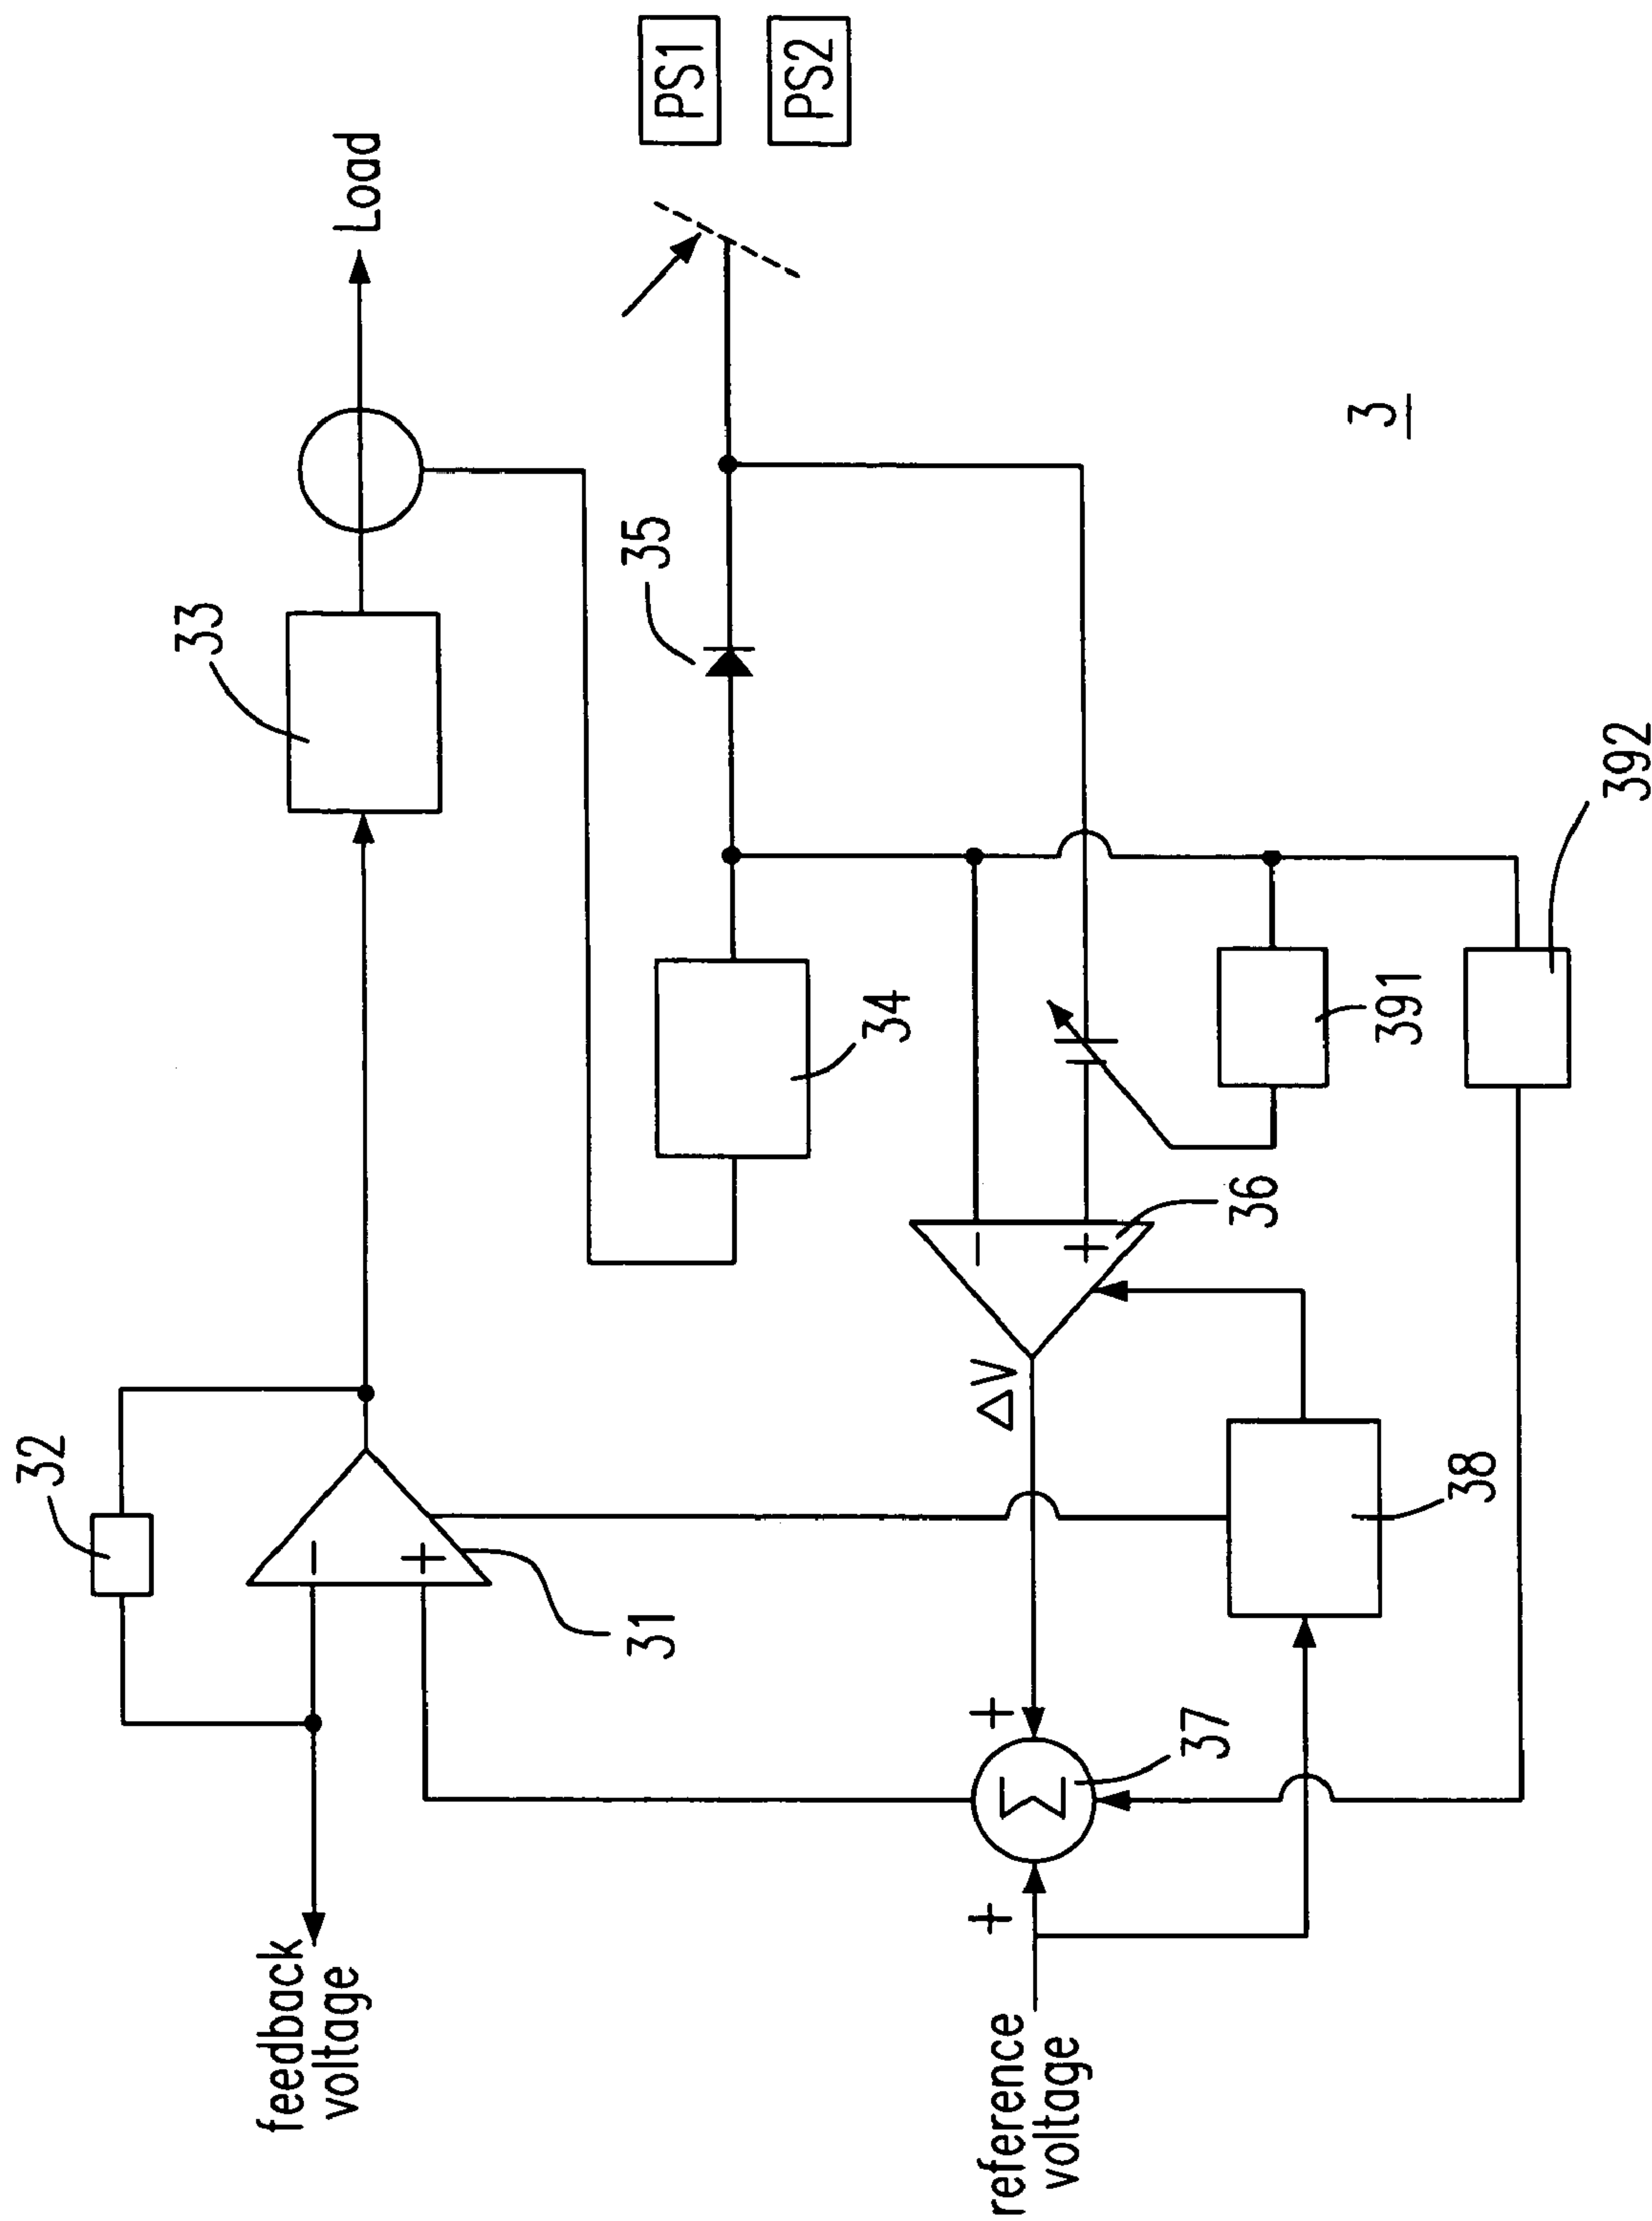 feedback
voltage
32
31
33
Load
35
34
PS1
PS2
reference
voltage
+
+
Σ
37
ΔV
−
+
−
+
36
38
391
392
3